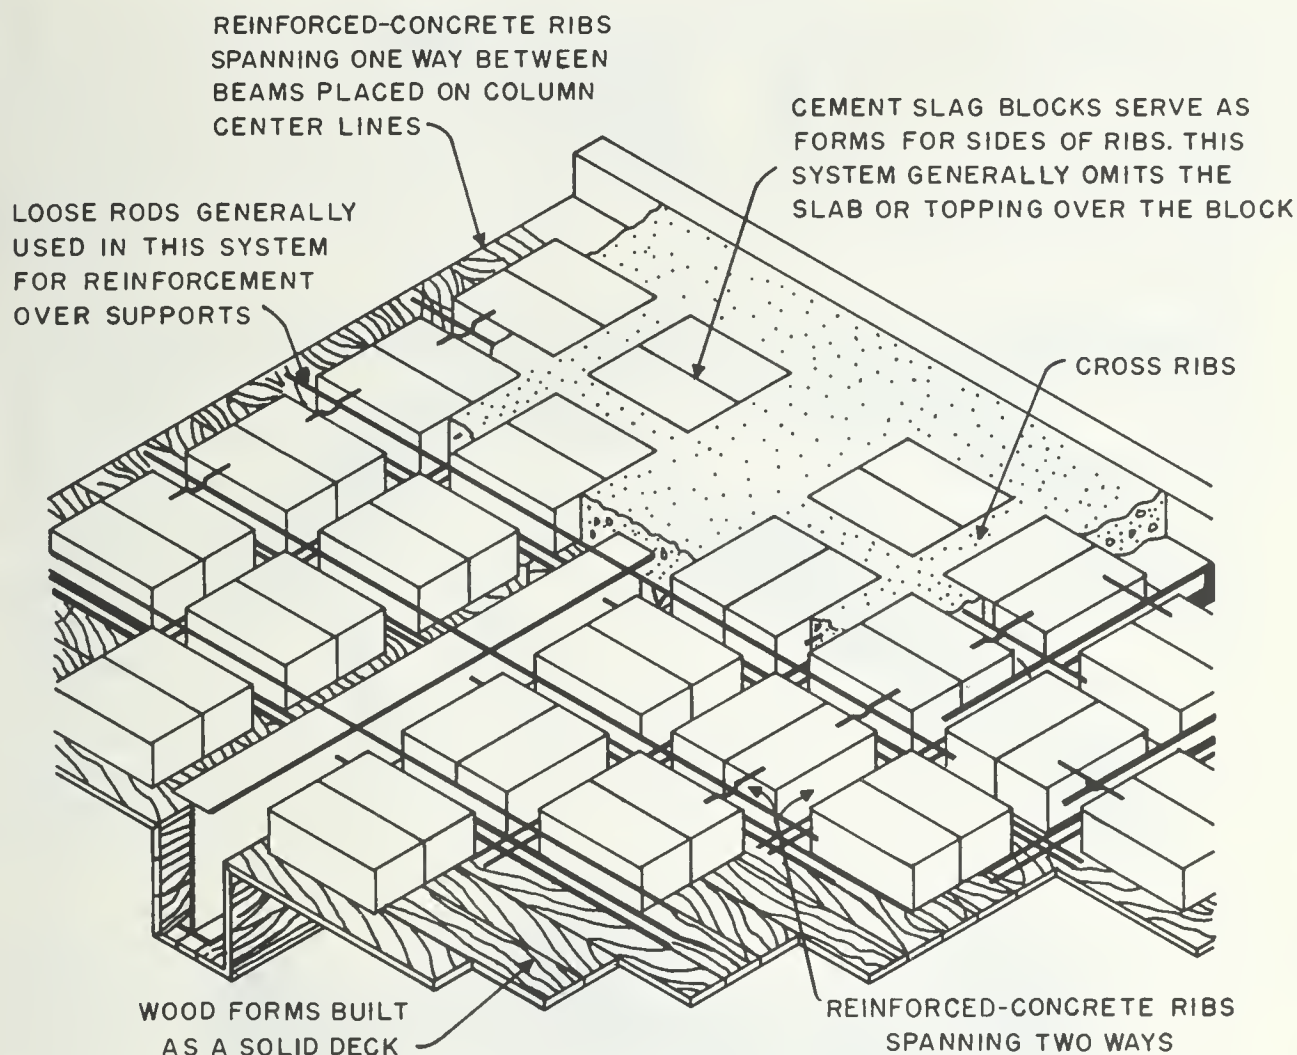 REINFORCED-CONCRETE RIBS
SPANNING ONE WAY BETWEEN
BEAMS PLACED ON COLUMN
CENTER LINES
CEMENT SLAG BLOCKS SERVE AS
FORMS FOR SIDES OF RIBS. THIS
SYSTEM GENERALLY OMITS THE
SLAB OR TOPPING OVER THE BLOCK
LOOSE RODS GENERALLY
USED IN THIS SYSTEM
FOR REINFORCEMENT
OVER SUPPORTS
CROSS RIBS
WOOD FORMS BUILT
AS A SOLID DECK
REINFORCED-CONCRETE RIBS
SPANNING TWO WAYS